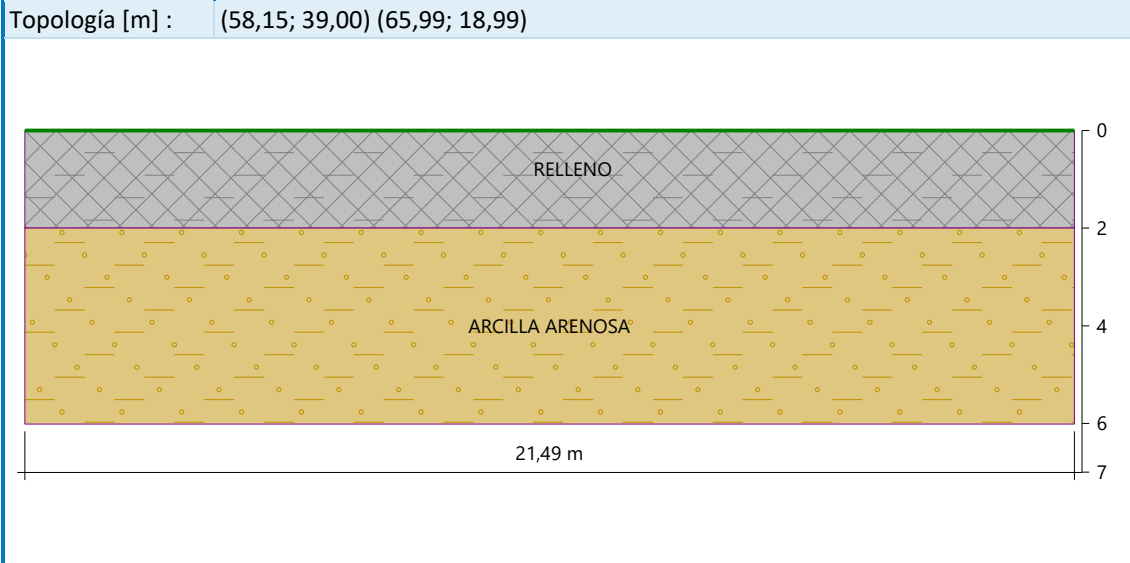 Topología [m] : (58,15; 39,00) (65,99; 18,99)
0
RELLENO
2
ARCILLA ARENOSA
4
6
21,49 m
7